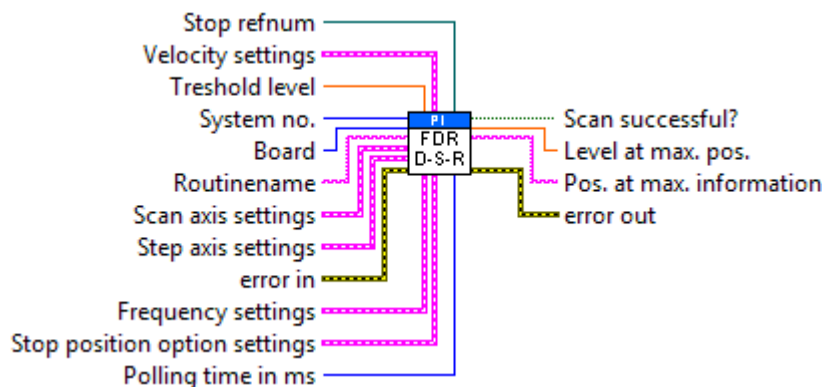 Stop refnum
Velocity settings
Treshold level
System no.
Board
Routinename
Scan axis settings
Step axis settings
error in
Frequency settings
Stop position option settings
Polling time in ms
PI
FDR
D-S-R
Scan successful?
Level at max. pos.
Pos. at max. information
error out